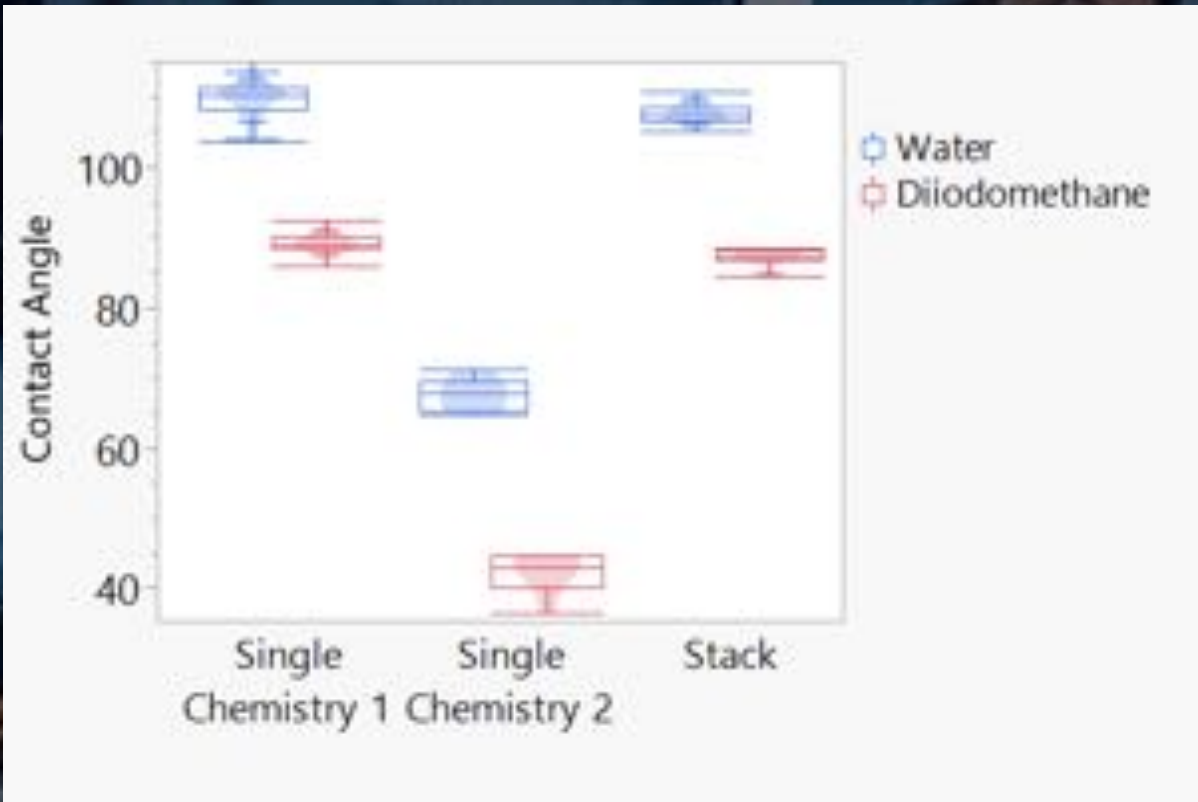 Contact Angle
100
80
60
40
Single Chemistry 1
Single Chemistry 2
Stack
Water
Diiodomethane